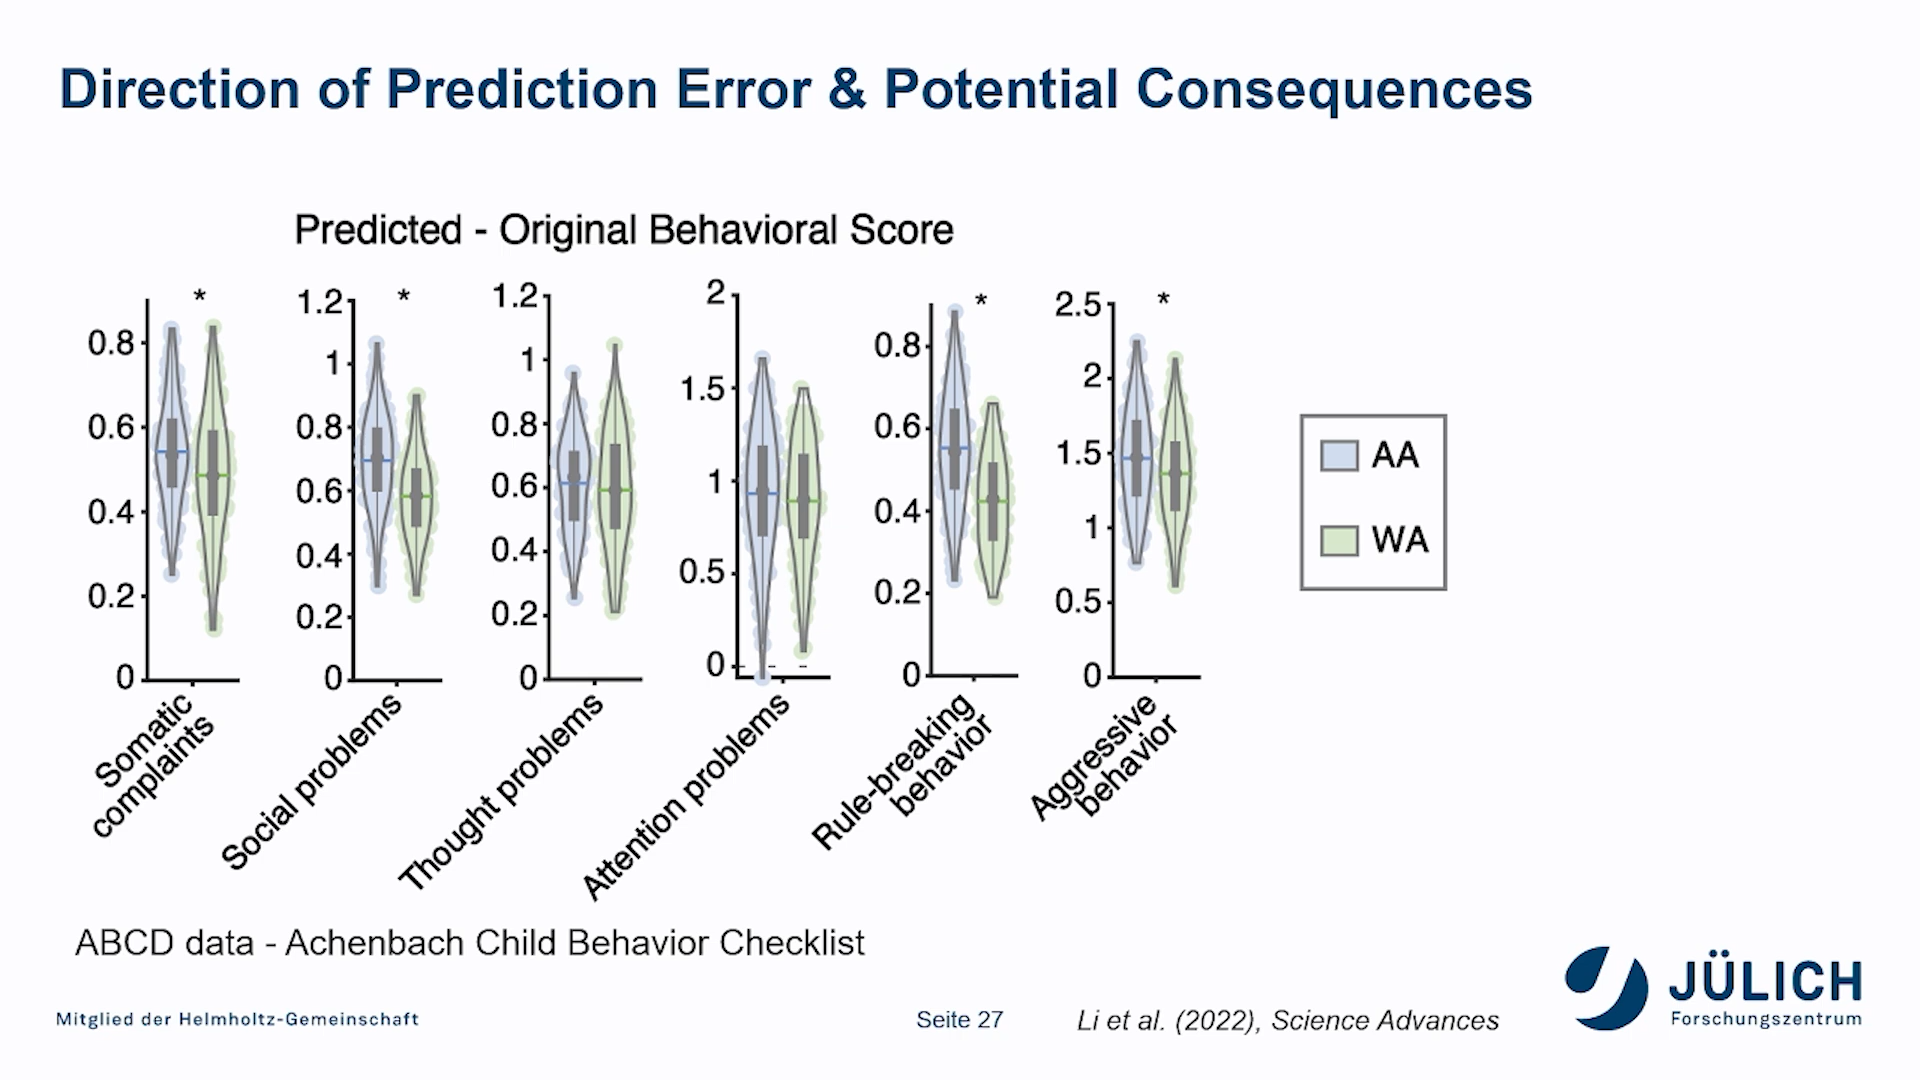 Direction of Prediction Error & Potential Consequences
Predicted - Original Behavioral Score
*
0.8
0.6
0.4
0.2
0
Somatic
complaints
*
1.2
1
0.8
0.6
0.4
0.2
0
Social problems
1.2
1
0.8
0.6
0.4
0.2
0
Thought problems
2
1.5
1
0.5
0
Attention problems
*
0.8
0.6
0.4
0.2
0
Rule-breaking
behavior
*
2.5
2
1.5
1
0.5
0
Aggressive
behavior
AA
WA
ABCD data - Achenbach Child Behavior Checklist
Mitglied der Helmholtz-Gemeinschaft
Seite 27
Li et al. (2022), Science Advances
JÜLICH
Forschungszentrum